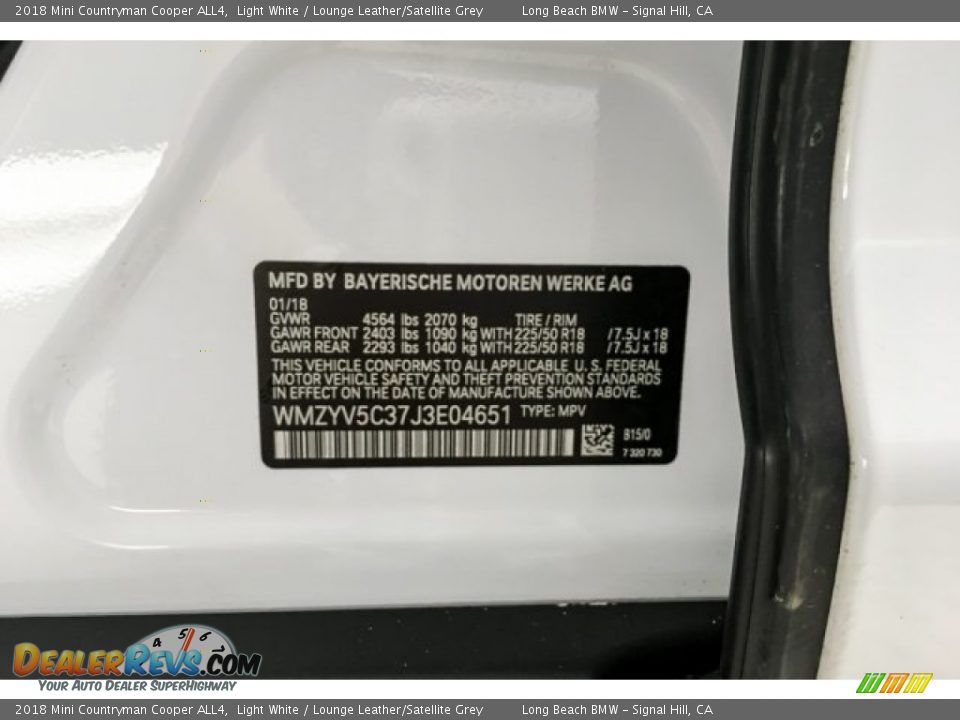 2018 Mini Countryman Cooper ALL4, Light White / Lounge Leather/Satellite Grey Long Beach BMW - Signal Hill, CA
MFD BY BAYERISCHE MOTOREN WERKE AG
01/18
GVWR 4564 lbs 2070 kg TIRE / RIM
GAWR FRONT 2403 lbs 1090 kg WITH 225/50 R18 /7.5J x 18
GAWR REAR 2293 lbs 1040 kg WITH 225/50 R18 /7.5J x 18
THIS VEHICLE CONFORMS TO ALL APPLICABLE U. S. FEDERAL
MOTOR VEHICLE SAFETY AND THEFT PREVENTION STANDARDS
IN EFFECT ON THE DATE OF MANUFACTURE SHOWN ABOVE.
WMZYV5C37J3E04651 TYPE: MPV
B15/0
7 320 730
4 5 6
DEALERREVS.COM
YOUR AUTO DEALER SUPERHIGHWAY
2018 Mini Countryman Cooper ALL4, Light White / Lounge Leather/Satellite Grey Long Beach BMW - Signal Hill, CA